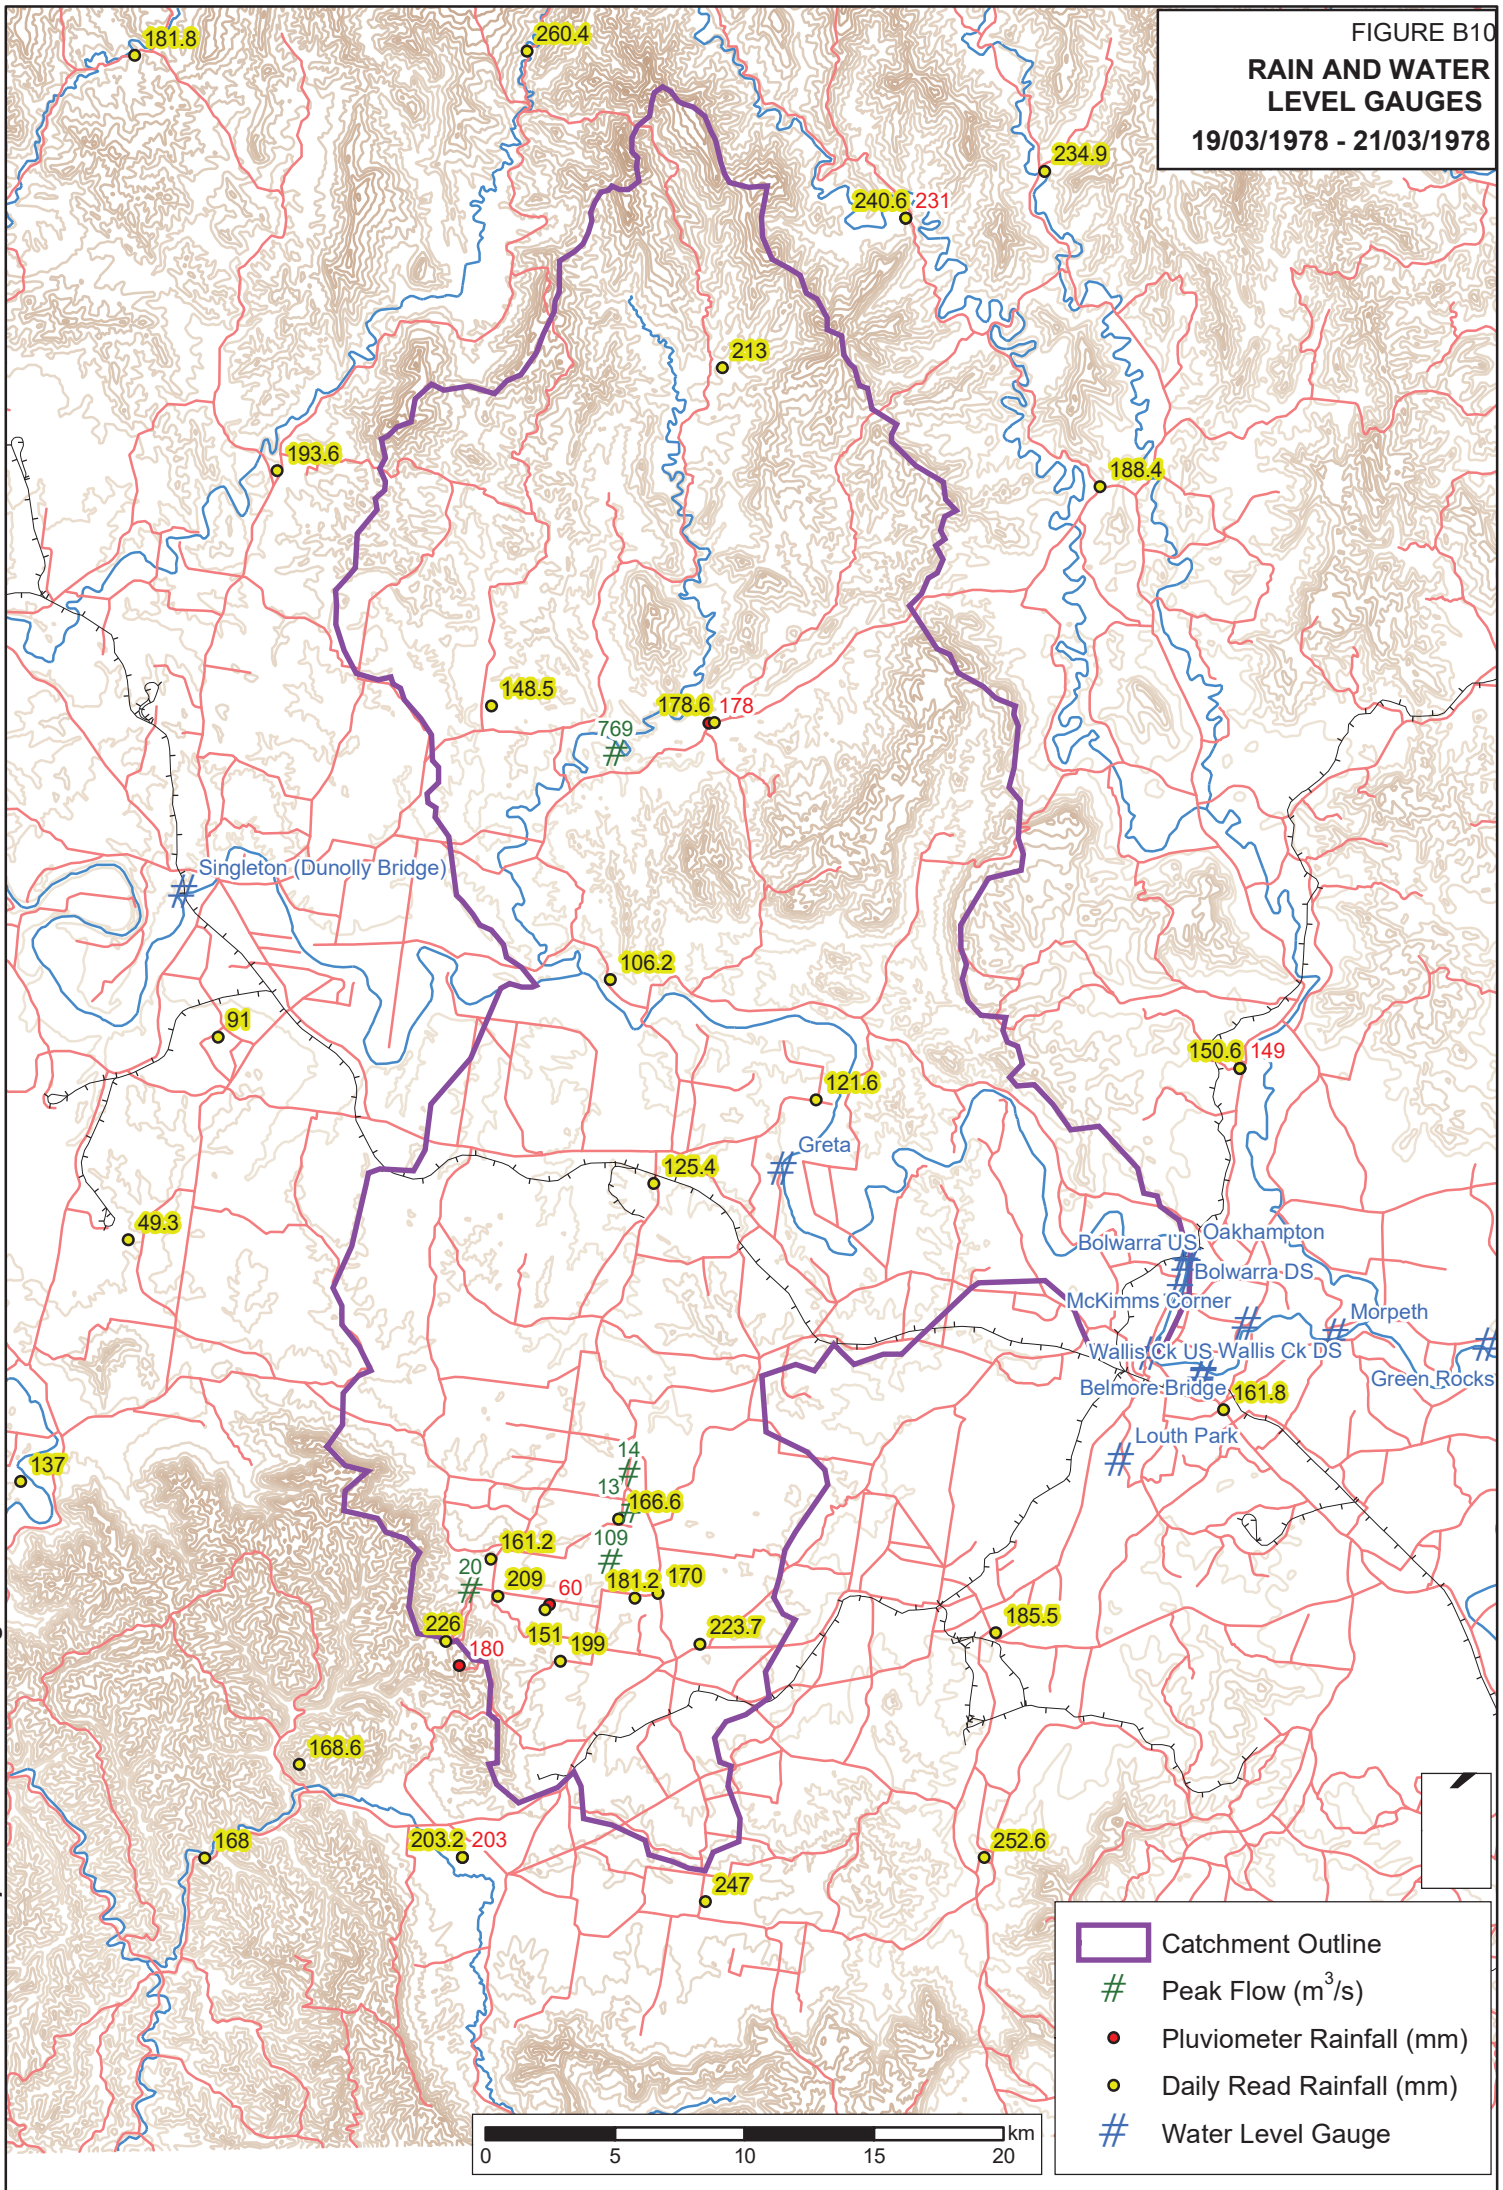 FIGURE B10
RAIN AND WATER
LEVEL GAUGES
19/03/1978 - 21/03/1978
181.8
260.4
234.9
240.6 231
213
193.6
188.4
148.5
178.6 178
769
Singleton (Dunolly Bridge)
106.2
91
150.6 149
121.6
Greta
125.4
49.3
Oakhampton
Bolwarra US
Bolwarra DS
McKimms Corner
Morpeth
Wallis Ck US
Wallis Ck DS
Green Rocks
Belmore Bridge
161.8
Louth Park
14
137
13
166.6
109
161.2
20
209
60
181.2
170
226
151
223.7
185.5
180
199
168.6
168
203.2 203
252.6
247
Catchment Outline
# Peak Flow (m³/s)
Pluviometer Rainfall (mm)
Daily Read Rainfall (mm)
# Water Level Gauge
km
0 5 10 15 20